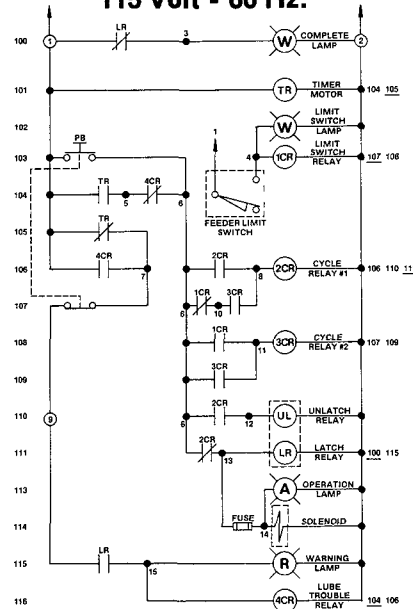 115 Volt - 60 Hz.
LR
100 1 3 W COMPLETE LAMP 2
101 TR TIMER MOTOR 104 105
102 W LIMIT SWITCH LAMP
PB 1
103 4 1CR LIMIT SWITCH RELAY 107 108
TR 4CR
104 5 6
FEEDER LIMIT SWITCH
TR
105
4CR 2CR
106 7 8 2CR CYCLE RELAY #1 106 110 11
1CR 3CR
107 6 10
1CR
108 11 3CR CYCLE RELAY #2 107 109
3CR
109
2CR
110 9 6 12 UL UNLATCH RELAY
2CR
111 13 LR LATCH RELAY 100 115
113 A OPERATION LAMP
FUSE
114 14 SOLENOID
LR
115 15 R WARNING LAMP
116 4CR LUBE TROUBLE RELAY 104 106